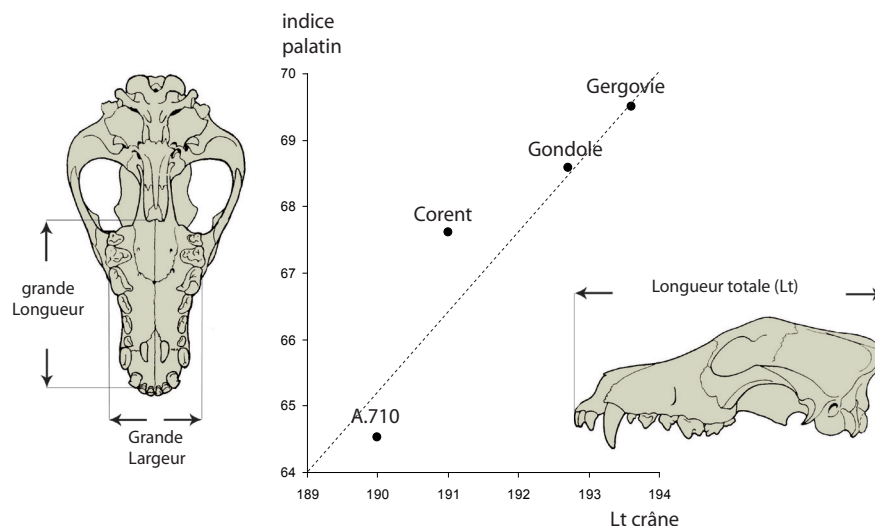 indice
palatin
70
69
68
67
66
65
64
189
190
191
192
193
194
Lt crâne
Gergovie
Gondole
Corent
A.710
grande
Longueur
Grande
Largeur
Longueur totale (Lt)